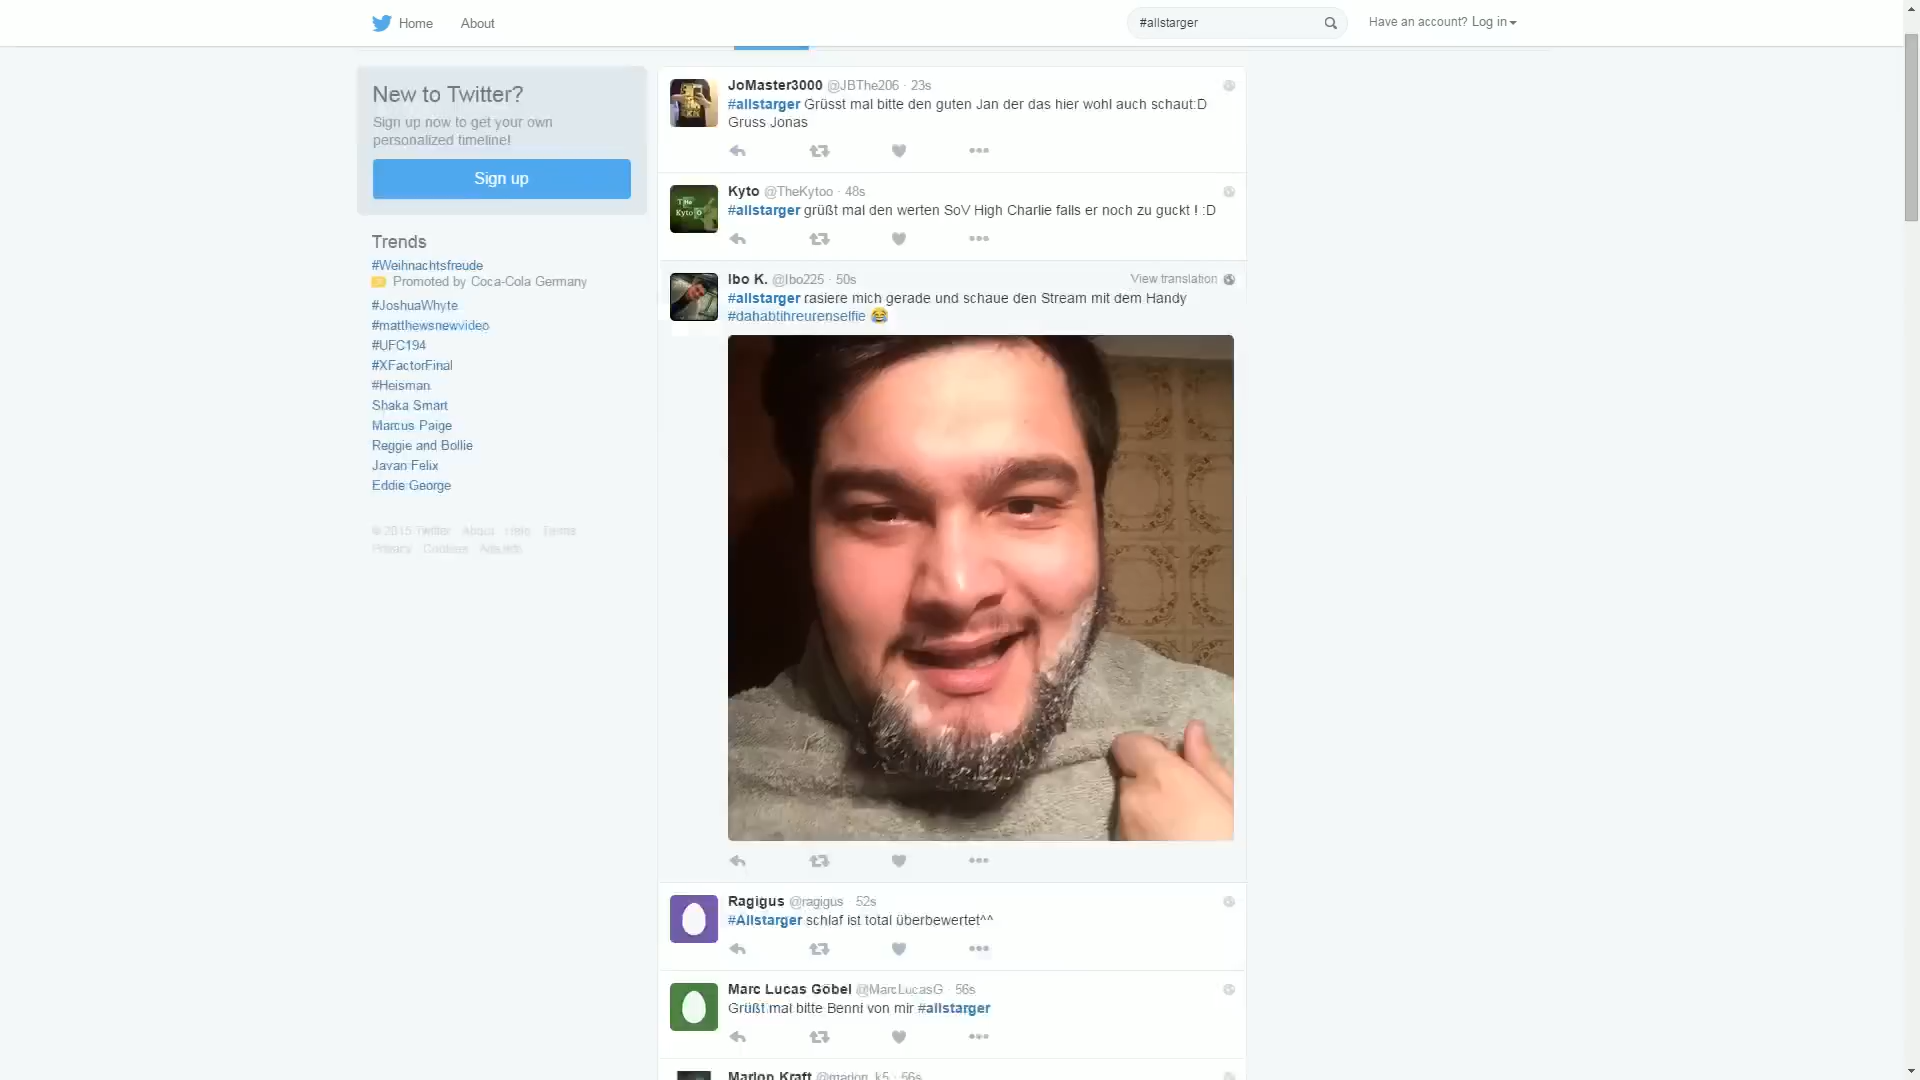 Home About #allstarger Have an account? Log in
New to Twitter?
Sign up now to get your own
personalized timeline!
Sign up
Trends
#Weihnachtsfreude
Promoted by Coca-Cola Germany
#JoshuaWhyte
#matthewsnewvideo
#UFC194
#XFactorFinal
#Heisman
Shaka Smart
Marcus Paige
Reggie and Bollie
Javan Felix
Eddie George
© 2015 Twitter About Help Terms
Privacy Cookies Ads info
JoMaster3000 @JBThe206 · 23s
#allstarger Grüsst mal bitte den guten Jan der das hier wohl auch schaut:D
Gruss Jonas
Kyto @TheKytoo · 48s
#allstarger grüßt mal den werten SoV High Charlie falls er noch zu guckt ! :D
Ibo K. @Ibo225 · 50s View translation
#allstarger rasiere mich gerade und schaue den Stream mit dem Handy
#dahabtihreurenselfie 😂
Ragigus @ragigus 52s
#Allstarger schlaf ist total überbewertet^^
Marc Lucas Göbel @MarcLucasG 56s
Grüßt mal bitte Benni von mir #allstarger
Marion Kraft @marion_k5 · 56s